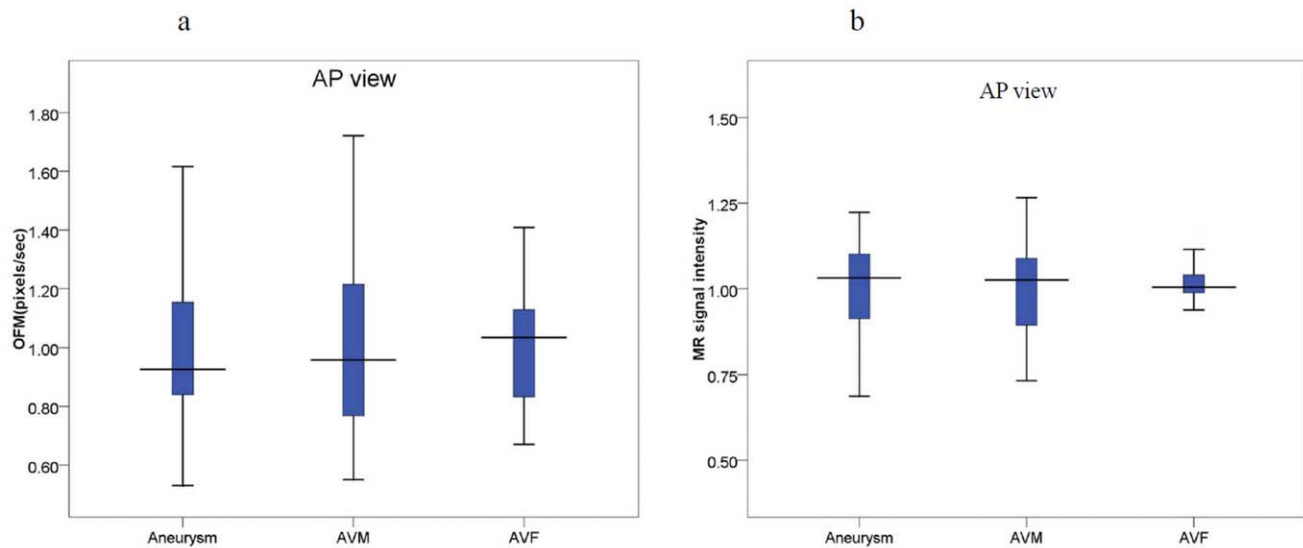 a
AP view
OFM(pixels/sec)
1.80
1.60
1.40
1.20
1.00
0.80
0.60
Aneurysm AVM AVF
b
AP view
MR signal intensity
1.50
1.25
1.00
0.75
0.50
Aneurysm AVM AVF